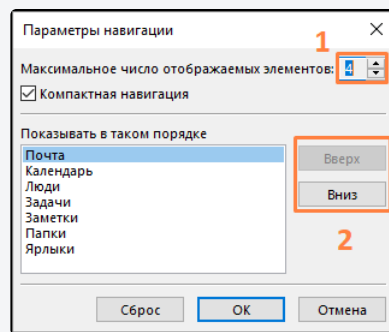 Параметры навигации
1
Максимальное число отображаемых элементов: 4
Компактная навигация
Показывать в таком порядке
Почта
Календарь
Люди
Задачи
Заметки
Папки
Ярлыки
Вверх
Вниз
2
Сброс
ОК
Отмена